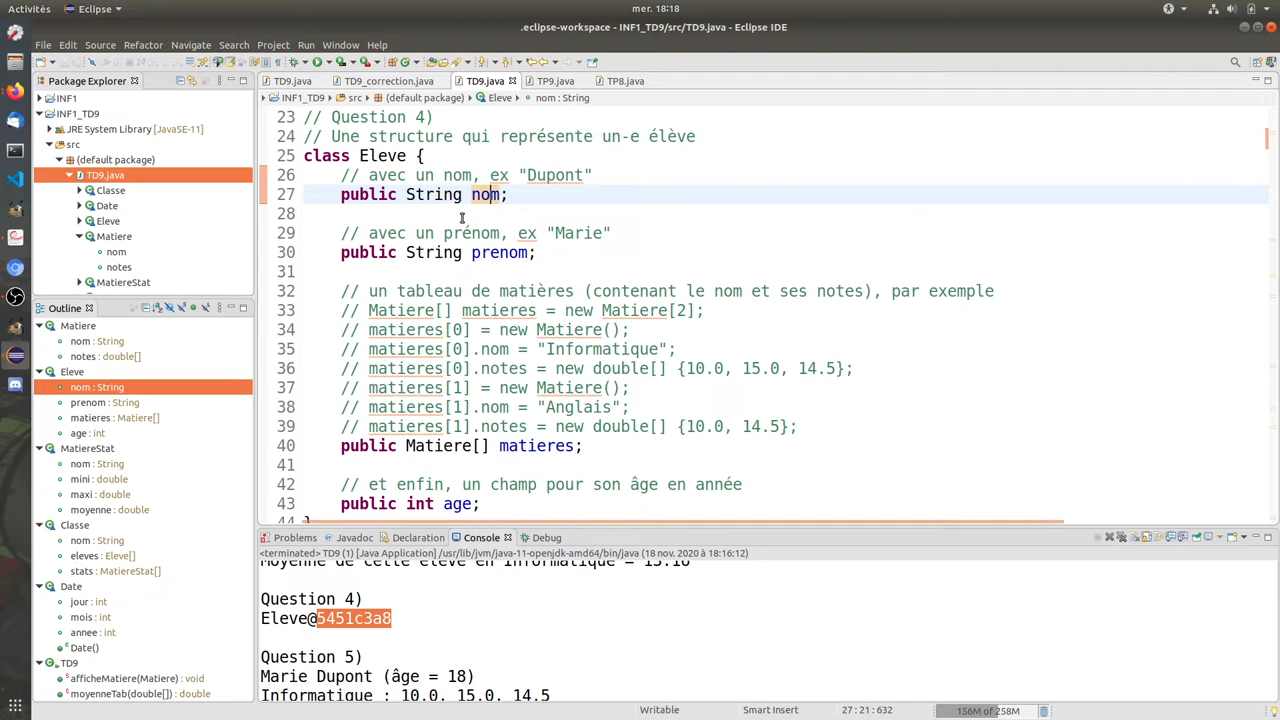 Activités
Eclipse
mer. 18:18
.eclipse-workspace - INF1_TD9/src/TD9.java - Eclipse IDE
File Edit Source Refactor Navigate Search Project Run Window Help
Package Explorer
INF1
INF1_TD9
JRE System Library [JavaSE-11]
src
(default package)
TD9.java
Classe
Date
Eleve
Matiere
nom
notes
MatiereStat
Outline
Matiere
nom : String
notes : double[]
Eleve
nom : String
prenom : String
matieres : Matiere[]
age : int
MatiereStat
nom : String
mini : double
maxi : double
moyenne : double
Classe
nom : String
eleves : Eleve[]
stats : MatiereStat[]
Date
jour : int
mois : int
annee : int
Date()
TD9
afficheMatiere(Matiere) : void
moyenneTab(double[]) : double
TD9.java TD9_correction.java TD9.java TP9.java TP8.java
INF1_TD9 src (default package) Eleve nom : String
23 // Question 4)
24 // Une structure qui représente un-e élève
25 class Eleve {
26 // avec un nom, ex "Dupont"
27 public String nom;
28
29 // avec un prénom, ex "Marie"
30 public String prenom;
31
32 // un tableau de matières (contenant le nom et ses notes), par exemple
33 // Matiere[] matieres = new Matiere[2];
34 // matieres[0] = new Matiere();
35 // matieres[0].nom = "Informatique";
36 // matieres[0].notes = new double[] {10.0, 15.0, 14.5};
37 // matieres[1] = new Matiere();
38 // matieres[1].nom = "Anglais";
39 // matieres[1].notes = new double[] {10.0, 14.5};
40 public Matiere[] matieres;
41
42 // et enfin, un champ pour son âge en année
43 public int age;
44 }
Problems Javadoc Declaration Console Debug
<terminated> TD9 (1) [Java Application] /usr/lib/jvm/java-11-openjdk-amd64/bin/java (18 nov. 2020 à 18:16:12)
Moyenne de cette élève en Informatique = 13.16
Question 4)
Eleve@5451c3a8
Question 5)
Marie Dupont (âge = 18)
Informatique : 10.0, 15.0, 14.5
Writable
Smart Insert
27 : 21 : 632
156M of 258M